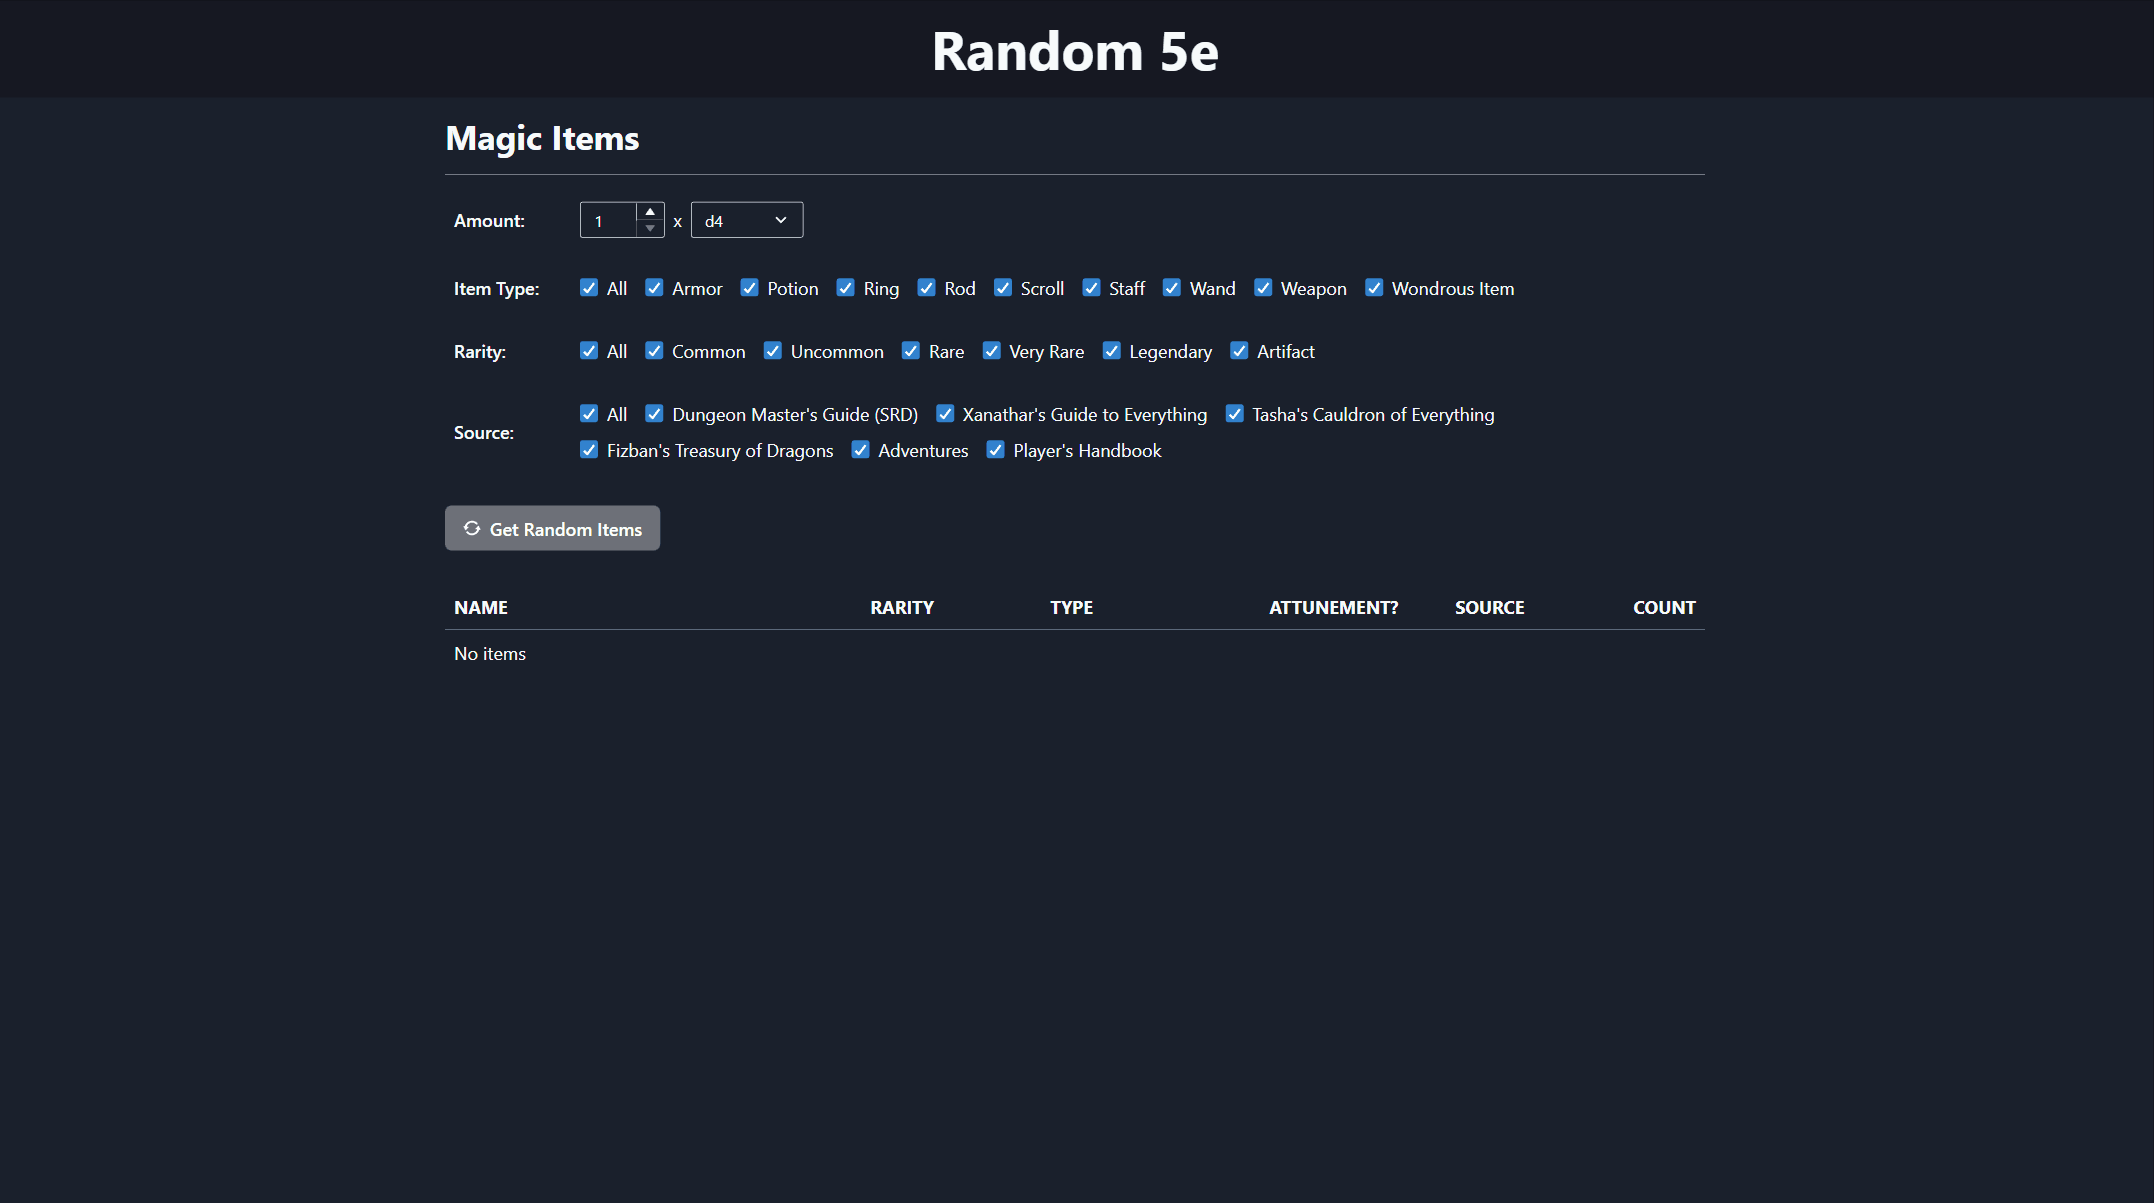 Random 5e
Magic Items
Amount: 1 x d4
Item Type: All Armor Potion Ring Rod Scroll Staff Wand Weapon Wondrous Item
Rarity: All Common Uncommon Rare Very Rare Legendary Artifact
Source: All Dungeon Master's Guide (SRD) Xanathar's Guide to Everything Tasha's Cauldron of Everything
Fizban's Treasury of Dragons Adventures Player's Handbook
Get Random Items
NAME RARITY TYPE ATTUNEMENT? SOURCE COUNT
No items